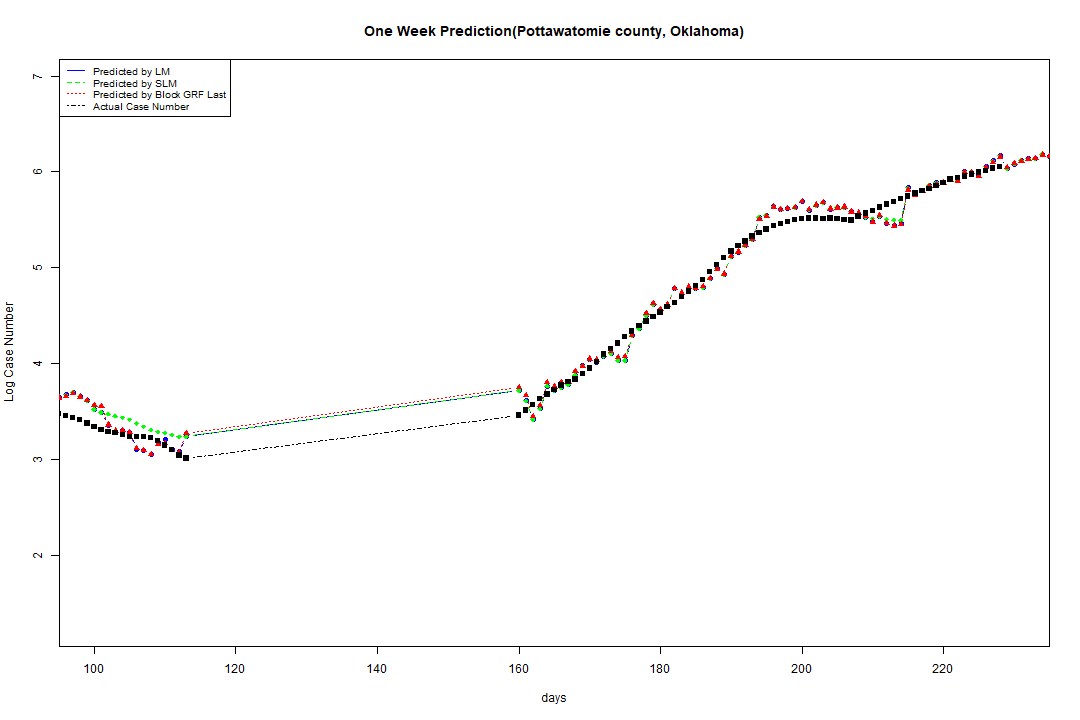 One Week Prediction(Pottawatomie county, Oklahoma)
Predicted by LM
Predicted by SLM
Predicted by Block GRF Last
Actual Case Number
7
6
5
4
3
2
Log Case Number
100 120 140 160 180 200 220
days